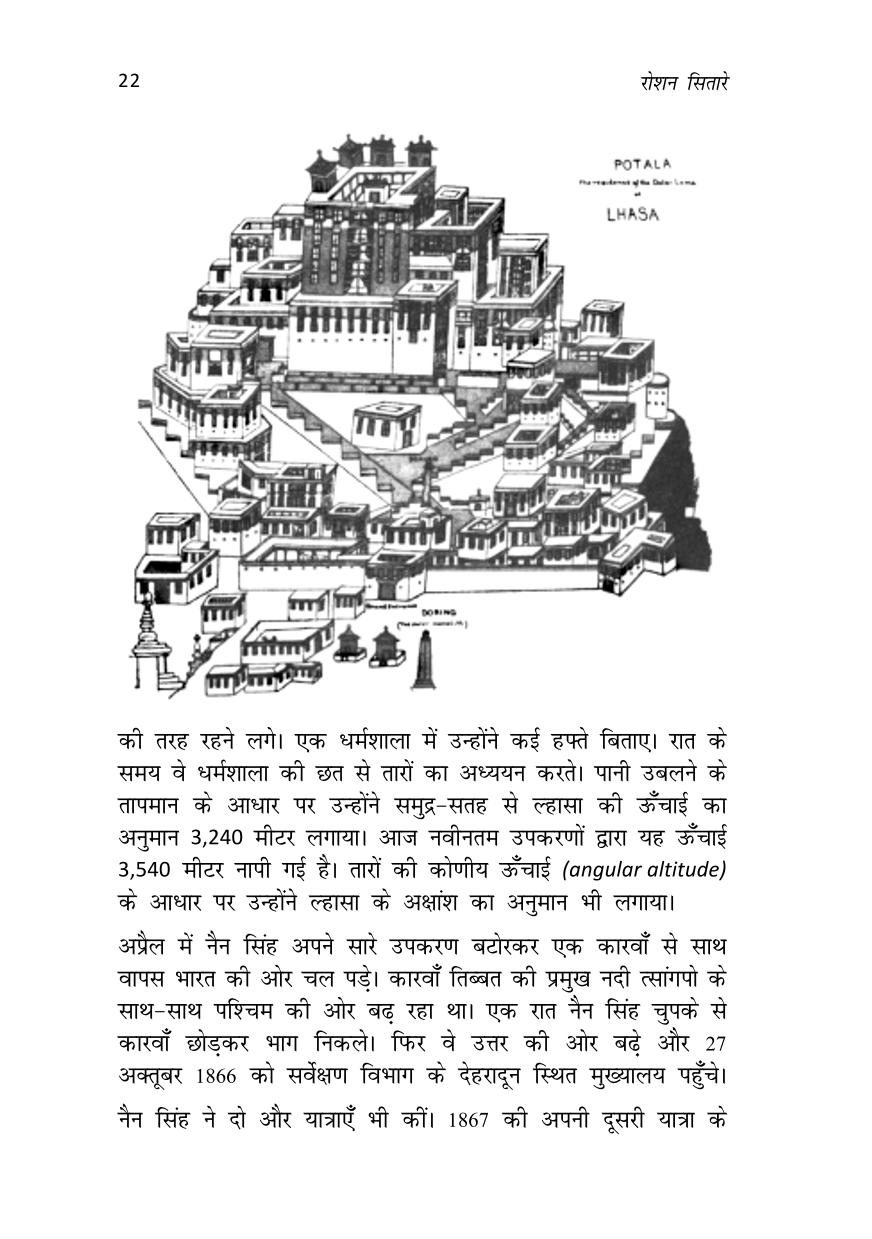 22 रोशन सितारे
POTALA
The residence of the Dalai Lama
at
LHASA
DORING
की तरह रहने लगे। एक धर्मशाला में उन्होंने कई हफ्ते बिताए। रात के
समय वे धर्मशाला की छत से तारों का अध्ययन करते। पानी उबलने के
तापमान के आधार पर उन्होंने समुद्र-सतह से ल्हासा की ऊँचाई का
अनुमान 3,240 मीटर लगाया। आज नवीनतम उपकरणों द्वारा यह ऊँचाई
3,540 मीटर नापी गई है। तारों की कोणीय ऊँचाई (angular altitude)
के आधार पर उन्होंने ल्हासा के अक्षांश का अनुमान भी लगाया।
अप्रैल में नैन सिंह अपने सारे उपकरण बटोरकर एक कारवाँ से साथ
वापस भारत की ओर चल पड़े। कारवाँ तिब्बत की प्रमुख नदी त्सांगपो के
साथ-साथ पश्चिम की ओर बढ़ रहा था। एक रात नैन सिंह चुपके से
कारवाँ छोड़कर भाग निकले। फिर वे उत्तर की ओर बढ़े और 27
अक्तूबर 1866 को सर्वेक्षण विभाग के देहरादून स्थित मुख्यालय पहुँचे।
नैन सिंह ने दो और यात्राएँ भी कीं। 1867 की अपनी दूसरी यात्रा के